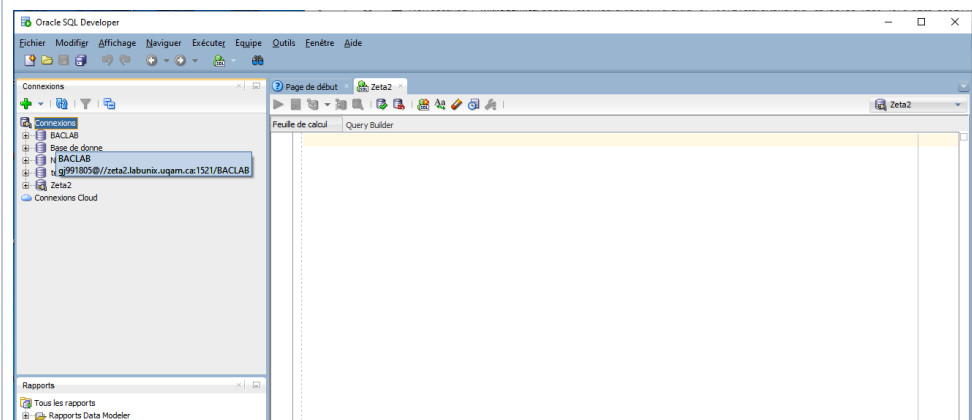 Oracle SQL Developer
Fichier Modifier Affichage Naviguer Exécuter Equipe Outils Fenêtre Aide
Connexions
Connexions
BACLAB
Base de donne
BACLAB
gj991805@//zeta2.labunix.uqam.ca:1521/BACLAB
Zeta2
Connexions Cloud
Page de début
Zeta2
Zeta2
Feuille de calcul
Query Builder
Rapports
Tous les rapports
Rapports Data Modeler